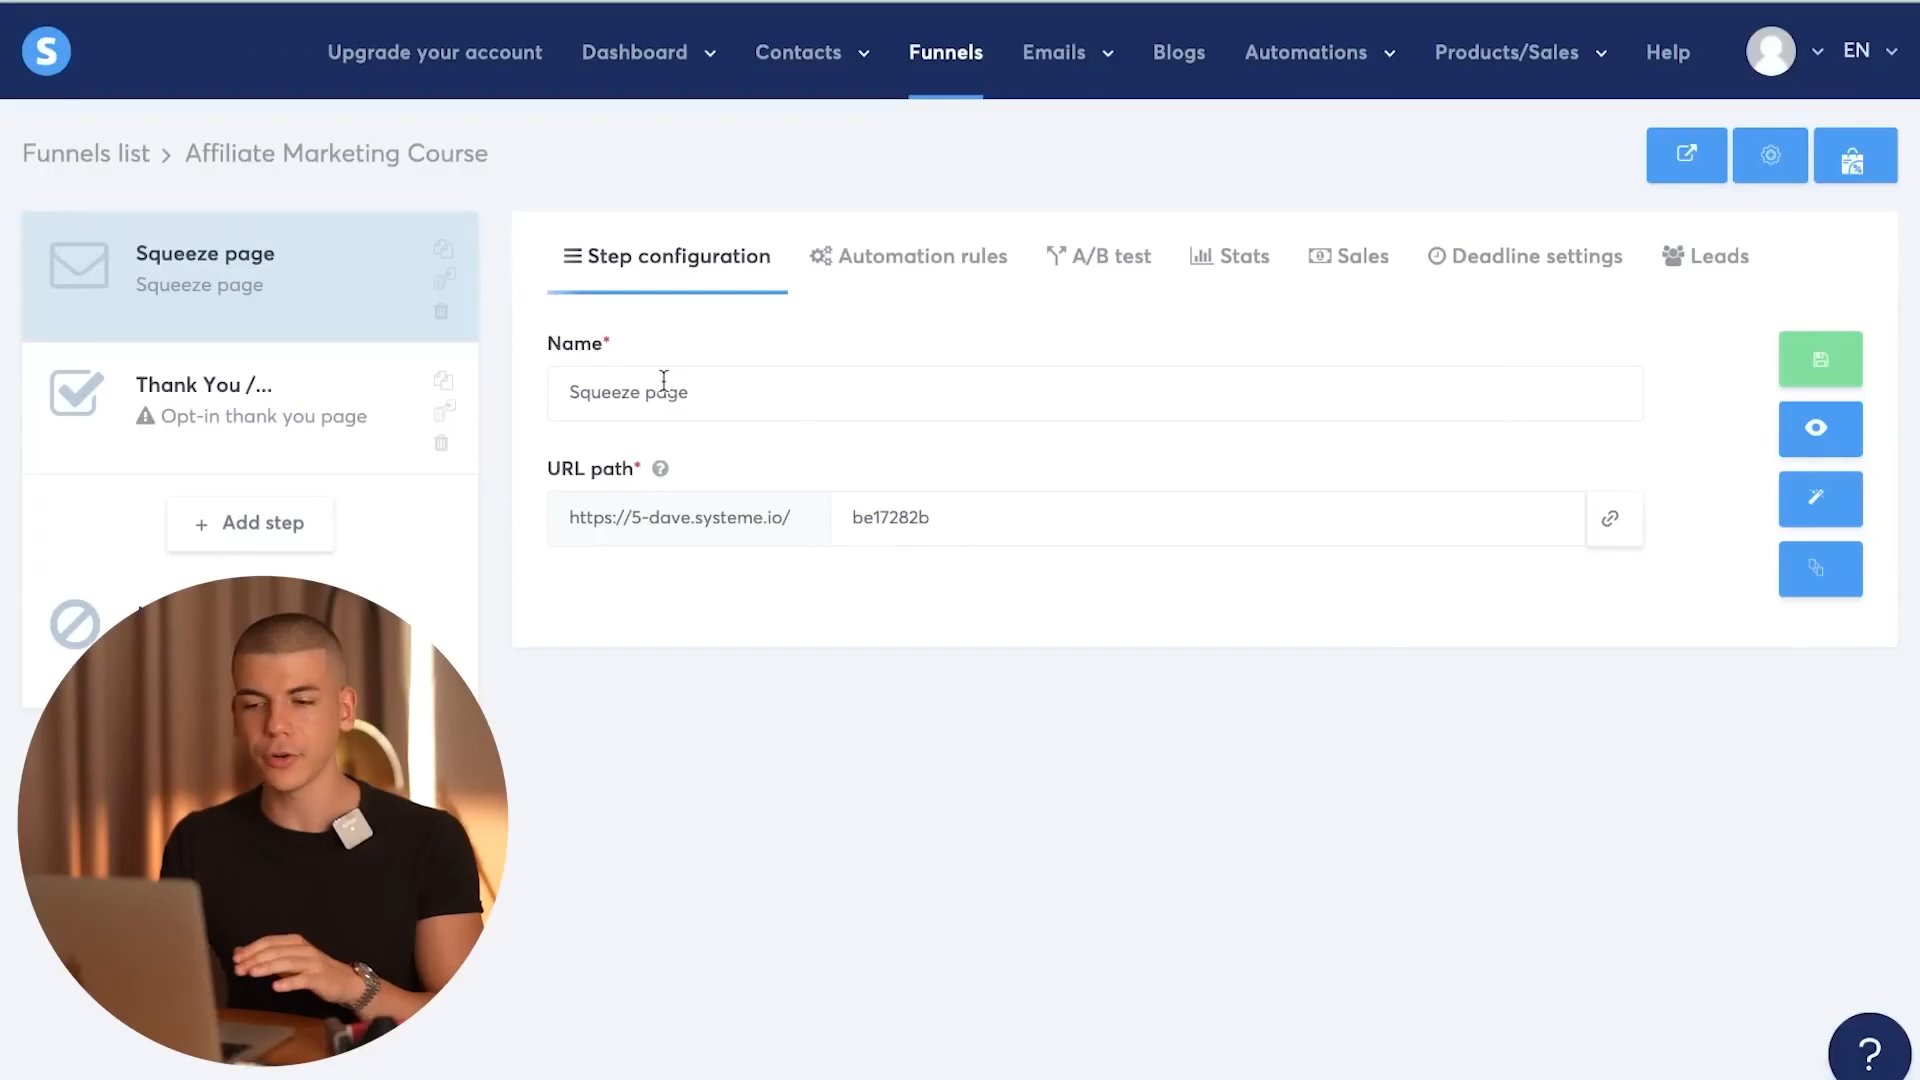 S
Upgrade your account
Dashboard
Contacts
Funnels
Emails
Blogs
Automations
Products/Sales
Help
EN
Funnels list > Affiliate Marketing Course
Squeeze page
Squeeze page
Thank You /...
Opt-in thank you page
+ Add step
Step configuration
Automation rules
A/B test
Stats
Sales
Deadline settings
Leads
Name*
Squeeze page
URL path* ?
https://5-dave.systeme.io/
be17282b
?